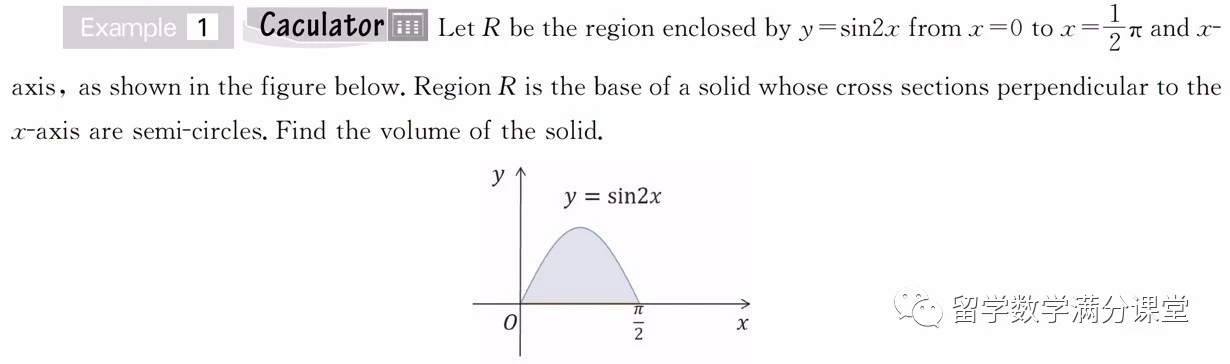 Example 1 Caculator Let R be the region enclosed by y=sin2x from x=0 to x=\frac{1}{2}π and x-
axis, as shown in the figure below. Region R is the base of a solid whose cross sections perpendicular to the
x-axis are semi-circles. Find the volume of the solid.
y
y = sin2x
O
π/2
x
留学数学满分课堂